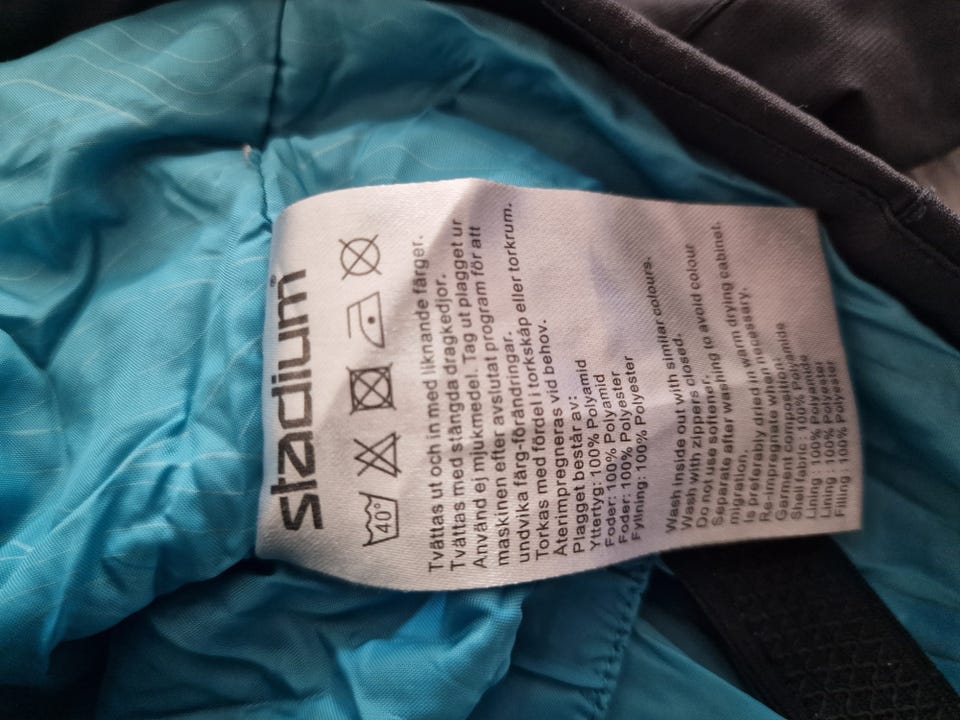 stadium®
40°
Tvättas ut och in med liknande färger.
Tvättas med stängda dragkedjor.
Använd ej mjukmedel. Tag ut plagget ur
maskinen efter avslutat program för att
undvika färg-förändringar.
Torkas med fördel i torkskåp eller torkrum.
Återimpregneras vid behov.
Plagget består av:
Yttertyg: 100% Polyamid
Foder: 100% Polyamid
Foder: 100% Polyester
Fyllning: 100% Polyester
Wash inside out with similar colours.
Wash with zippers closed.
Do not use softener.
Separate after washing to avoid colour
migration.
Is preferably dried in warm drying cabinet.
Re-impregnate when necessary.
Garment composition:
Shell fabric : 100% Polyamide
Lining : 100% Polyamide
Lining : 100% Polyester
Filling : 100% Polyester